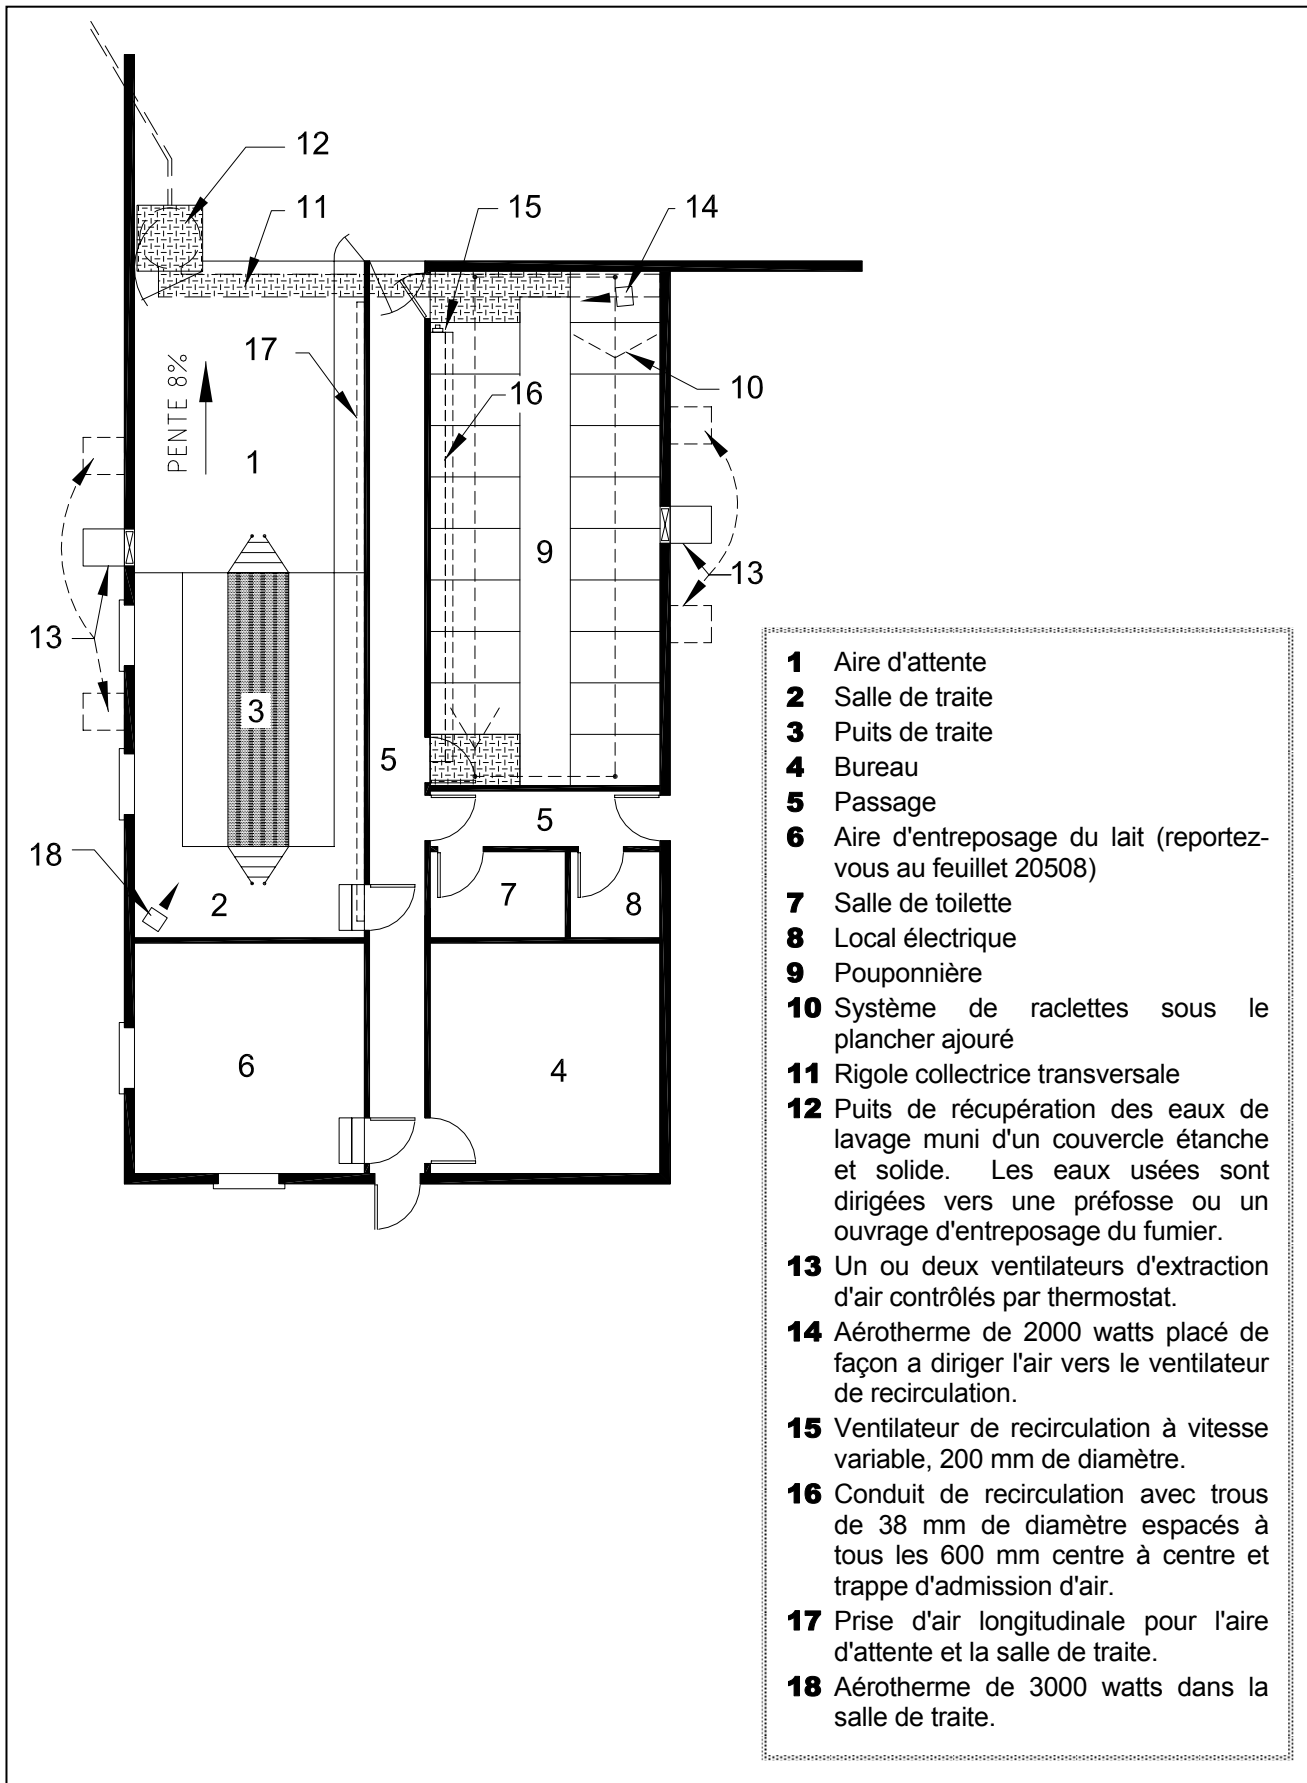 12
11
15
14
17
16
10
PENTE 8%
1
9
13
13
3
5
5
18
2
7
8
6
4
1 Aire d'attente
2 Salle de traite
3 Puits de traite
4 Bureau
5 Passage
6 Aire d'entreposage du lait (reportez-
vous au feuillet 20508)
7 Salle de toilette
8 Local électrique
9 Pouponnière
10 Système de raclettes sous le
plancher ajouré
11 Rigole collectrice transversale
12 Puits de récupération des eaux de
lavage muni d'un couvercle étanche
et solide. Les eaux usées sont
dirigées vers une préfosse ou un
ouvrage d'entreposage du fumier.
13 Un ou deux ventilateurs d'extraction
d'air contrôlés par thermostat.
14 Aérotherme de 2000 watts placé de
façon a diriger l'air vers le ventilateur
de recirculation.
15 Ventilateur de recirculation à vitesse
variable, 200 mm de diamètre.
16 Conduit de recirculation avec trous
de 38 mm de diamètre espacés à
tous les 600 mm centre à centre et
trappe d'admission d'air.
17 Prise d'air longitudinale pour l'aire
d'attente et la salle de traite.
18 Aérotherme de 3000 watts dans la
salle de traite.